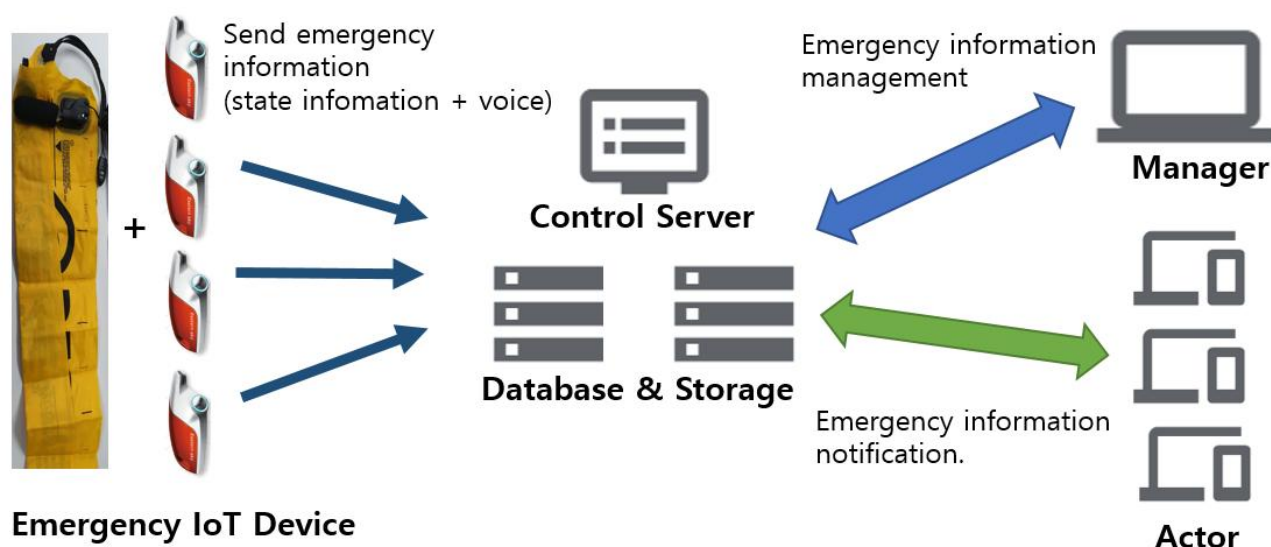 Send emergency
information
(state infomation + voice)
Emergency information
management
Manager
Control Server
+
Database & Storage
Emergency information
notification.
Emergency IoT Device
Actor